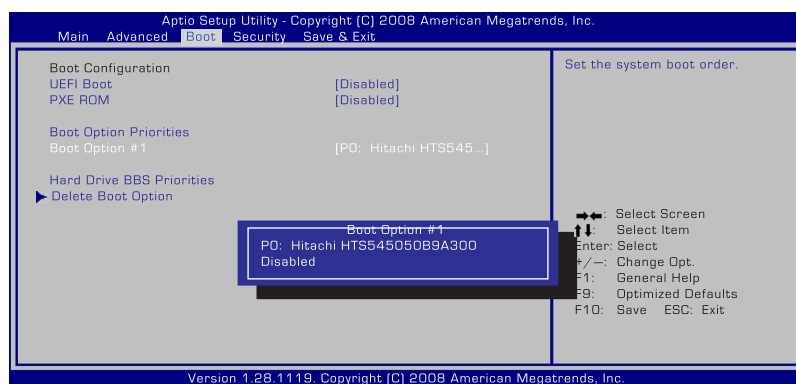 Aptio Setup Utility - Copyright (C) 2008 American Megatrends, Inc.
Main Advanced Boot Security Save & Exit
Boot Configuration
UEFI Boot [Disabled]
PXE ROM [Disabled]
Boot Option Priorities
Boot Option #1 [P0: Hitachi HTS545...]
Hard Drive BBS Priorities
Delete Boot Option
Boot Option #1
P0: Hitachi HTS545050B9A300
Disabled
Set the system boot order.
→←: Select Screen
↑↓: Select Item
Enter: Select
+/—: Change Opt.
F1: General Help
F9: Optimized Defaults
F10: Save ESC: Exit
Version 1.28.1119. Copyright (C) 2008 American Megatrends, Inc.